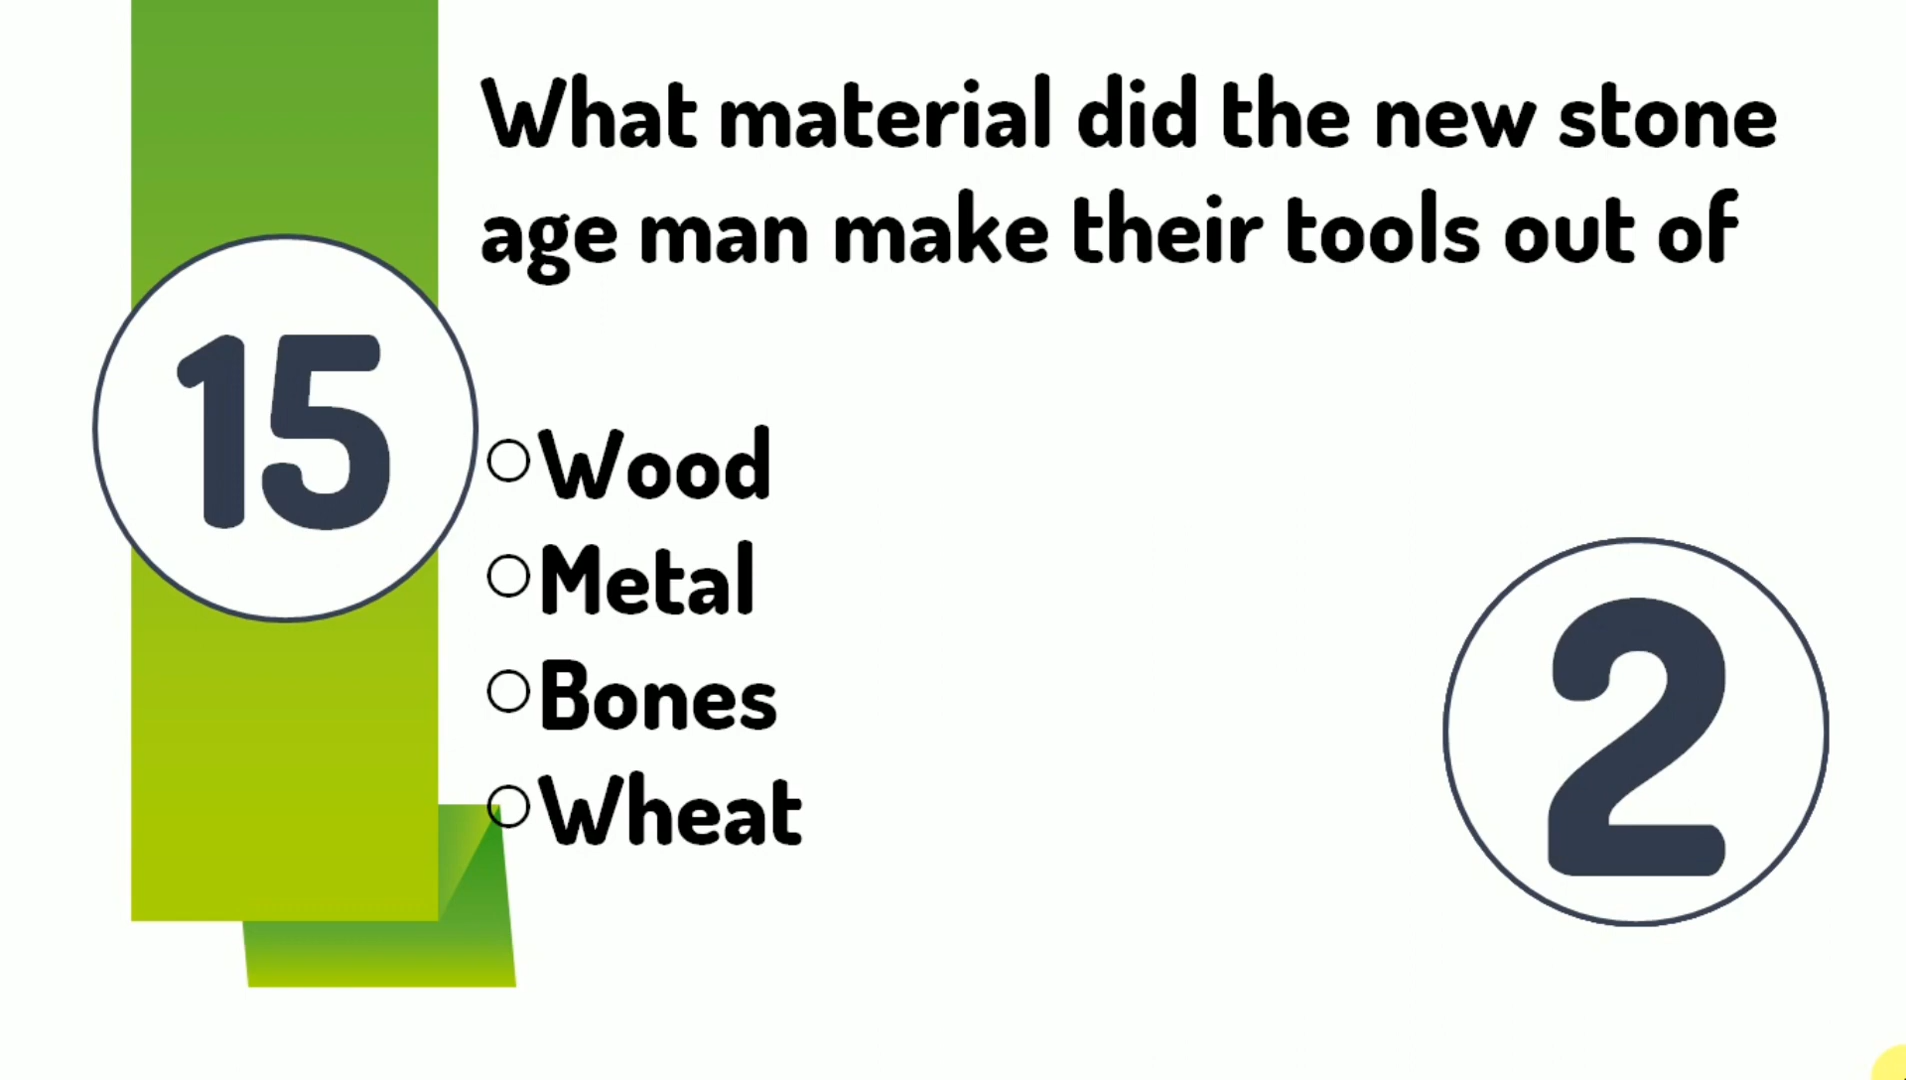 What material did the new stone
age man make their tools out of
15
Wood
Metal
Bones
Wheat
2